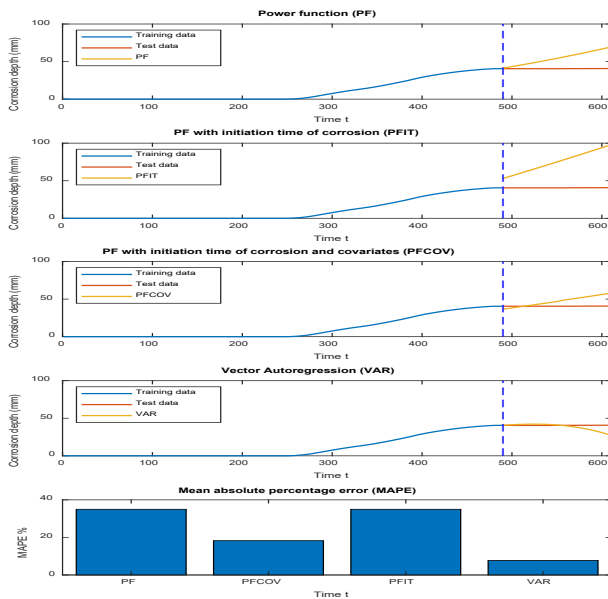 Power function (PF)
100
50
0
Corrosion depth (mm)
Training data
Test data
PF
0 100 200 300 400 500 600
Time t
PF with initiation time of corrosion (PFIT)
100
50
0
Corrosion depth (mm)
Training data
Test data
PFIT
0 100 200 300 400 500 600
Time t
PF with initiation time of corrosion and covariates (PFCOV)
100
50
0
Corrosion depth (mm)
Training data
Test data
PFCOV
0 100 200 300 400 500 600
Time t
Vector Autoregression (VAR)
100
50
0
Corrosion depth (mm)
Training data
Test data
VAR
0 100 200 300 400 500 600
Time t
Mean absolute percentage error (MAPE)
40
20
0
MAPE %
PF PFCOV PFIT VAR
Time t